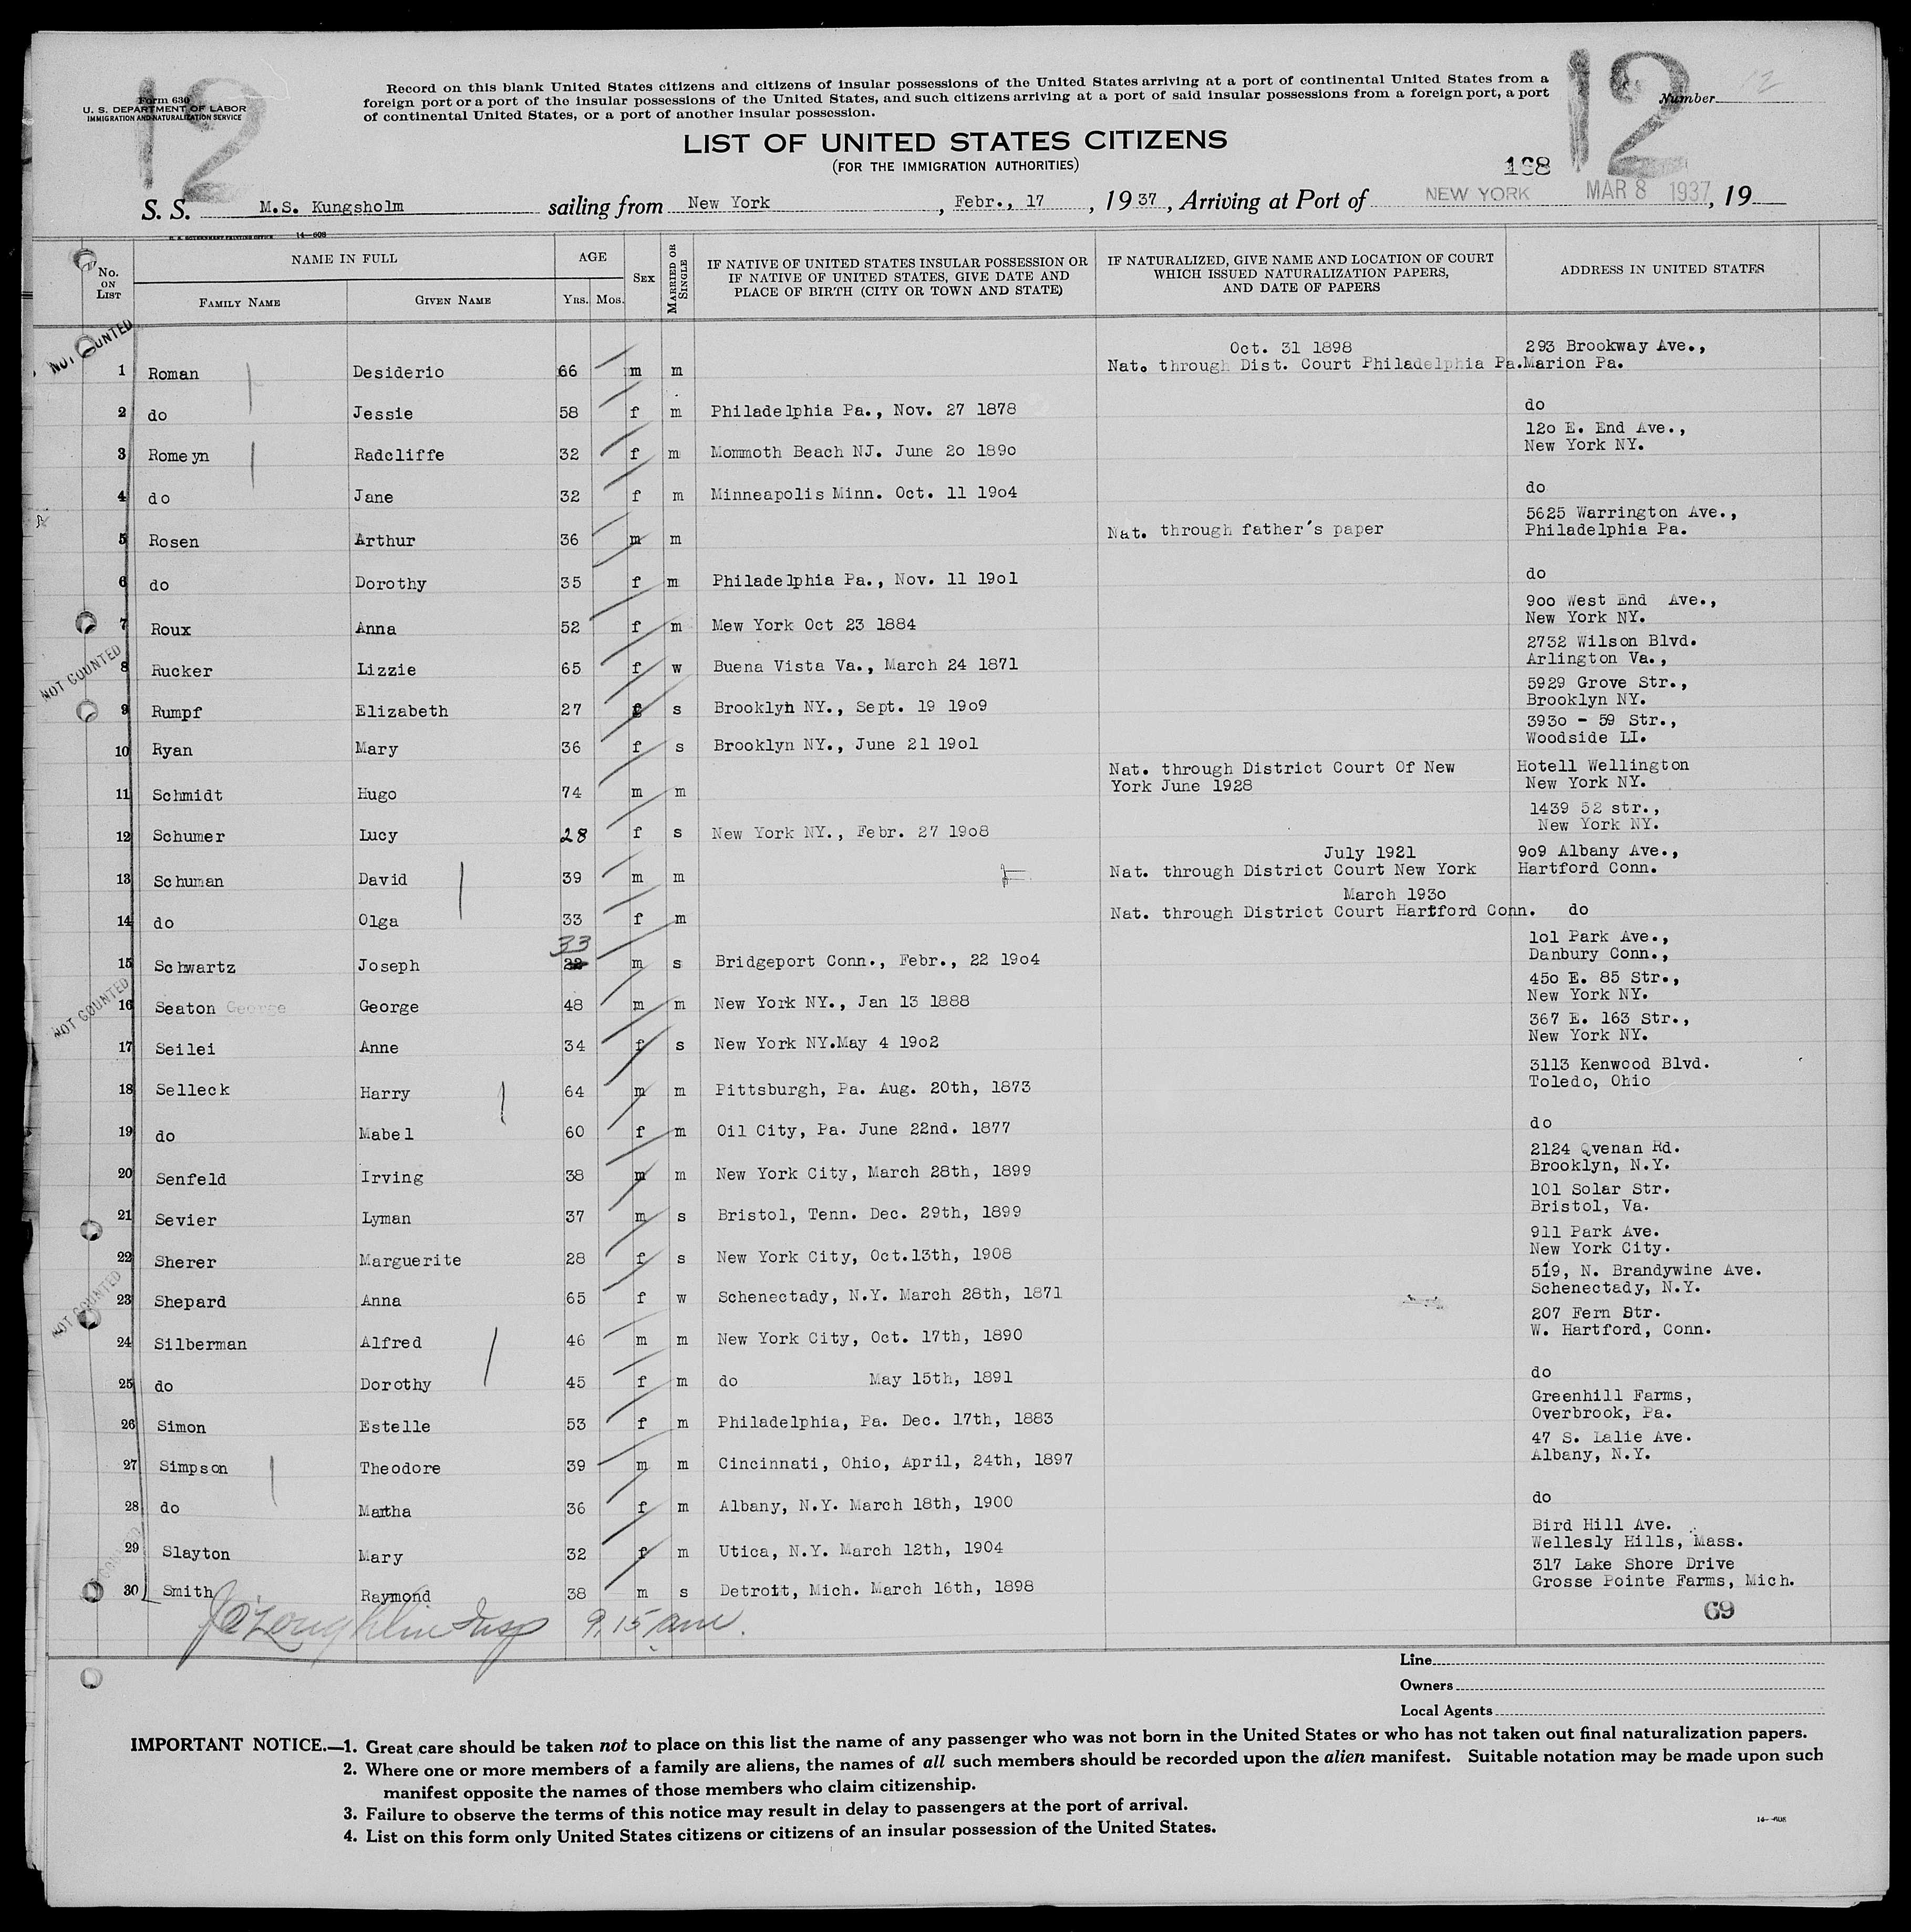 12
12
Form 630
U. S. DEPARTMENT OF LABOR
IMMIGRATION AND NATURALIZATION SERVICE
Record on this blank United States citizens and citizens of insular possessions of the United States arriving at a port of continental United States from a
foreign port or a port of the insular possessions of the United States, and such citizens arriving at a port of said insular possessions from a foreign port, a port
of continental United States, or a port of another insular possession.
Number 12
LIST OF UNITED STATES CITIZENS
(FOR THE IMMIGRATION AUTHORITIES)
168
S. S. M.S. Kungsholm sailing from New York, Febr., 17, 1937, Arriving at Port of NEW YORK MAR 8 1937, 19
U. S. GOVERNMENT PRINTING OFFICE 14—608
No. ON LIST
NAME IN FULL
FAMILY NAME GIVEN NAME
AGE
YRS. MOS.
SEX
MARRIED OR SINGLE
IF NATIVE OF UNITED STATES INSULAR POSSESSION OR
IF NATIVE OF UNITED STATES, GIVE DATE AND
PLACE OF BIRTH (CITY OR TOWN AND STATE)
IF NATURALIZED, GIVE NAME AND LOCATION OF COURT
WHICH ISSUED NATURALIZATION PAPERS,
AND DATE OF PAPERS
ADDRESS IN UNITED STATES
NOT COUNTED
Oct. 31 1898 293 Brookway Ave.,
1 Roman Desiderio 66 m m Nat. through Dist. Court Philadelphia Pa. Marion Pa.
2 do Jessie 58 f m Philadelphia Pa., Nov. 27 1878 do
120 E. End Ave.,
3 Romeyn Radcliffe 32 f m Mommoth Beach NJ. June 20 1890 New York NY.
4 do Jane 32 f m Minneapolis Minn. Oct. 11 1904 do
5625 Warrington Ave.,
5 Rosen Arthur 36 m m Nat. through father's paper Philadelphia Pa.
6 do Dorothy 35 f m Philadelphia Pa., Nov. 11 1901 do
900 West End Ave.,
7 Roux Anna 52 f m Mew York Oct 23 1884 New York NY.
2732 Wilson Blvd.
8 Rucker Lizzie 65 f w Buena Vista Va., March 24 1871 Arlington Va.,
NOT COUNTED
5929 Grove Str.,
9 Rumpf Elizabeth 27 f s Brooklyn NY., Sept. 19 1909 Brooklyn NY.
3930 - 59 Str.,
10 Ryan Mary 36 f s Brooklyn NY., June 21 1901 Woodside LI.
Nat. through District Court Of New Hotell Wellington
11 Schmidt Hugo 74 m m York June 1928 New York NY.
1439 52 str.,
12 Schumer Lucy 28 f s New York NY., Febr. 27 1908 New York NY.
July 1921 909 Albany Ave.,
13 Schuman David 39 m m Nat. through District Court New York Hartford Conn.
March 1930
14 do Olga 33 f m Nat. through District Court Hartford Conn. do
33 101 Park Ave.,
15 Schwartz Joseph m s Bridgeport Conn., Febr., 22 1904 Danbury Conn.,
450 E. 85 Str.,
16 Seaton George George 48 m m New York NY., Jan 13 1888 New York NY.
NOT COUNTED
367 E. 163 Str.,
17 Seilei Anne 34 f s New York NY.May 4 1902 New York NY.
3113 Kenwood Blvd.
18 Selleck Harry 64 m m Pittsburgh, Pa. Aug. 20th, 1873 Toledo, Ohio
19 do Mabel 60 f m Oil City, Pa. June 22nd. 1877 do
2124 Qvenan Rd.
20 Senfeld Irving 38 m m New York City, March 28th, 1899 Brooklyn, N.Y.
101 Solar Str.
21 Sevier Lyman 37 m s Bristol, Tenn. Dec. 29th, 1899 Bristol, Va.
911 Park Ave.
22 Sherer Marguerite 28 f s New York City, Oct.13th, 1908 New York City.
519, N. Brandywine Ave.
23 Shepard Anna 65 f w Schenectady, N.Y. March 28th, 1871 Schenectady, N.Y.
NOT COUNTED
207 Fern Str.
24 Silberman Alfred 46 m m New York City, Oct. 17th, 1890 W. Hartford, Conn.
25 do Dorothy 45 f m do May 15th, 1891 do
Greenhill Farms,
26 Simon Estelle 53 f m Philadelphia, Pa. Dec. 17th, 1883 Overbrook, Pa.
47 S. Lalie Ave.
27 Simpson Theodore 39 m m Cincinnati, Ohio, April, 24th, 1897 Albany, N.Y.
28 do Martha 36 f m Albany, N.Y. March 18th, 1900 do
Bird Hill Ave.
29 Slayton Mary 32 f m Utica, N.Y. March 12th, 1904 Wellesly Hills, Mass.
317 Lake Shore Drive
30 Smith Raymond 38 m s Detroit, Mich. March 16th, 1898 Grosse Pointe Farms, Mich.
J O'Loughlin Insp 9.15 am. 69
Line
Owners
Local Agents
IMPORTANT NOTICE.—1. Great care should be taken not to place on this list the name of any passenger who was not born in the United States or who has not taken out final naturalization papers.
2. Where one or more members of a family are aliens, the names of all such members should be recorded upon the alien manifest. Suitable notation may be made upon such
manifest opposite the names of those members who claim citizenship.
3. Failure to observe the terms of this notice may result in delay to passengers at the port of arrival.
4. List on this form only United States citizens or citizens of an insular possession of the United States.
14—608